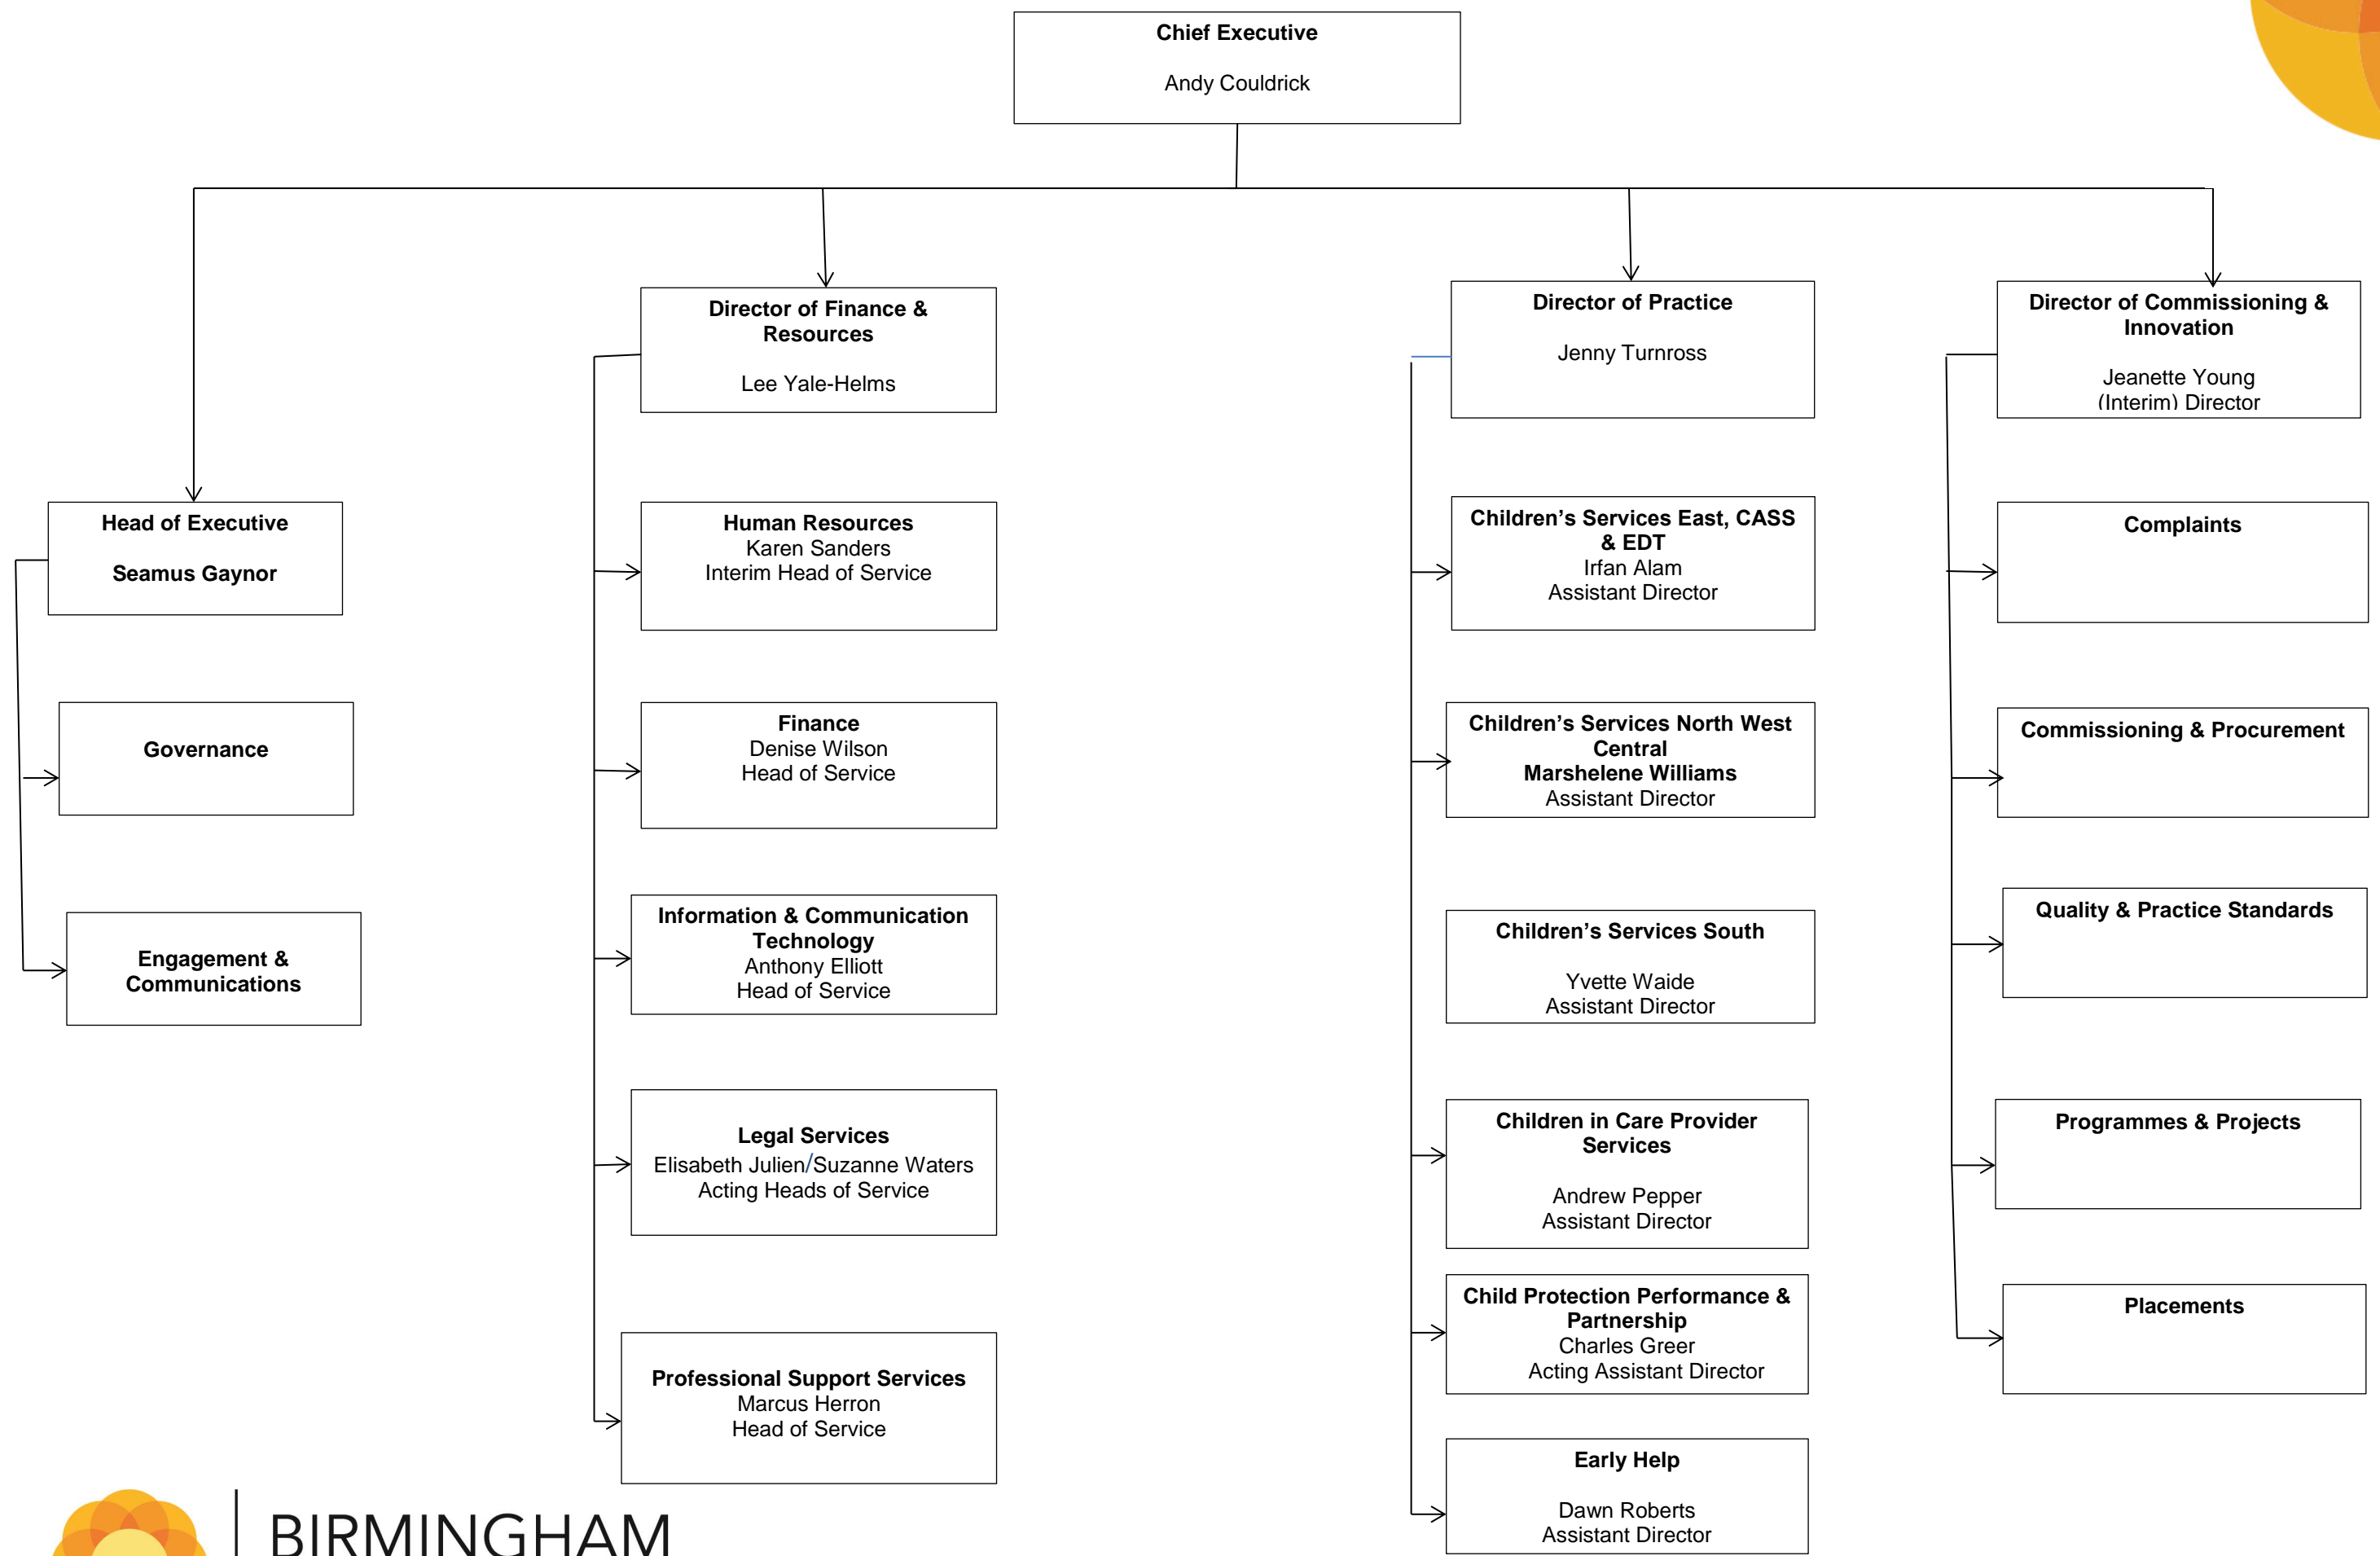 Chief Executive
Andy Couldrick
Director of Finance &
Resources
Lee Yale-Helms
Director of Practice
Jenny Turnross
Director of Commissioning &
Innovation
Jeanette Young
(Interim) Director
Head of Executive
Seamus Gaynor
Governance
Engagement &
Communications
Human Resources
Karen Sanders
Interim Head of Service
Finance
Denise Wilson
Head of Service
Information & Communication
Technology
Anthony Elliott
Head of Service
Legal Services
Elisabeth Julien/Suzanne Waters
Acting Heads of Service
Professional Support Services
Marcus Herron
Head of Service
Children’s Services East, CASS
& EDT
Irfan Alam
Assistant Director
Children’s Services North West
Central
Marshelene Williams
Assistant Director
Children’s Services South
Yvette Waide
Assistant Director
Children in Care Provider
Services
Andrew Pepper
Assistant Director
Child Protection Performance &
Partnership
Charles Greer
Acting Assistant Director
Early Help
Dawn Roberts
Assistant Director
Complaints
Commissioning & Procurement
Quality & Practice Standards
Programmes & Projects
Placements
BIRMINGHAM